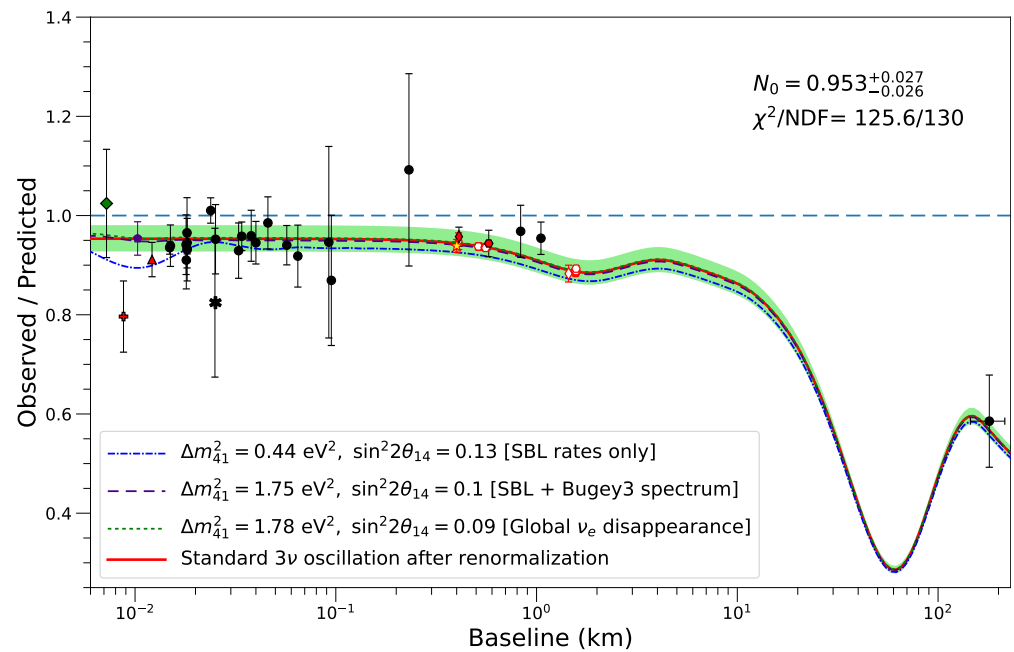 1.4
1.2
1.0
0.8
0.6
0.4
Observed / Predicted
N₀ = 0.953⁺⁰·⁰²⁷₋₀.₀₂₆
χ²/NDF= 125.6/130
Δm²₄₁ = 0.44 eV², sin²2θ₁₄ = 0.13 [SBL rates only]
Δm²₄₁ = 1.75 eV², sin²2θ₁₄ = 0.1 [SBL + Bugey3 spectrum]
Δm²₄₁ = 1.78 eV², sin²2θ₁₄ = 0.09 [Global νₑ disappearance]
Standard 3ν oscillation after renormalization
10⁻² 10⁻¹ 10⁰ 10¹ 10²
Baseline (km)